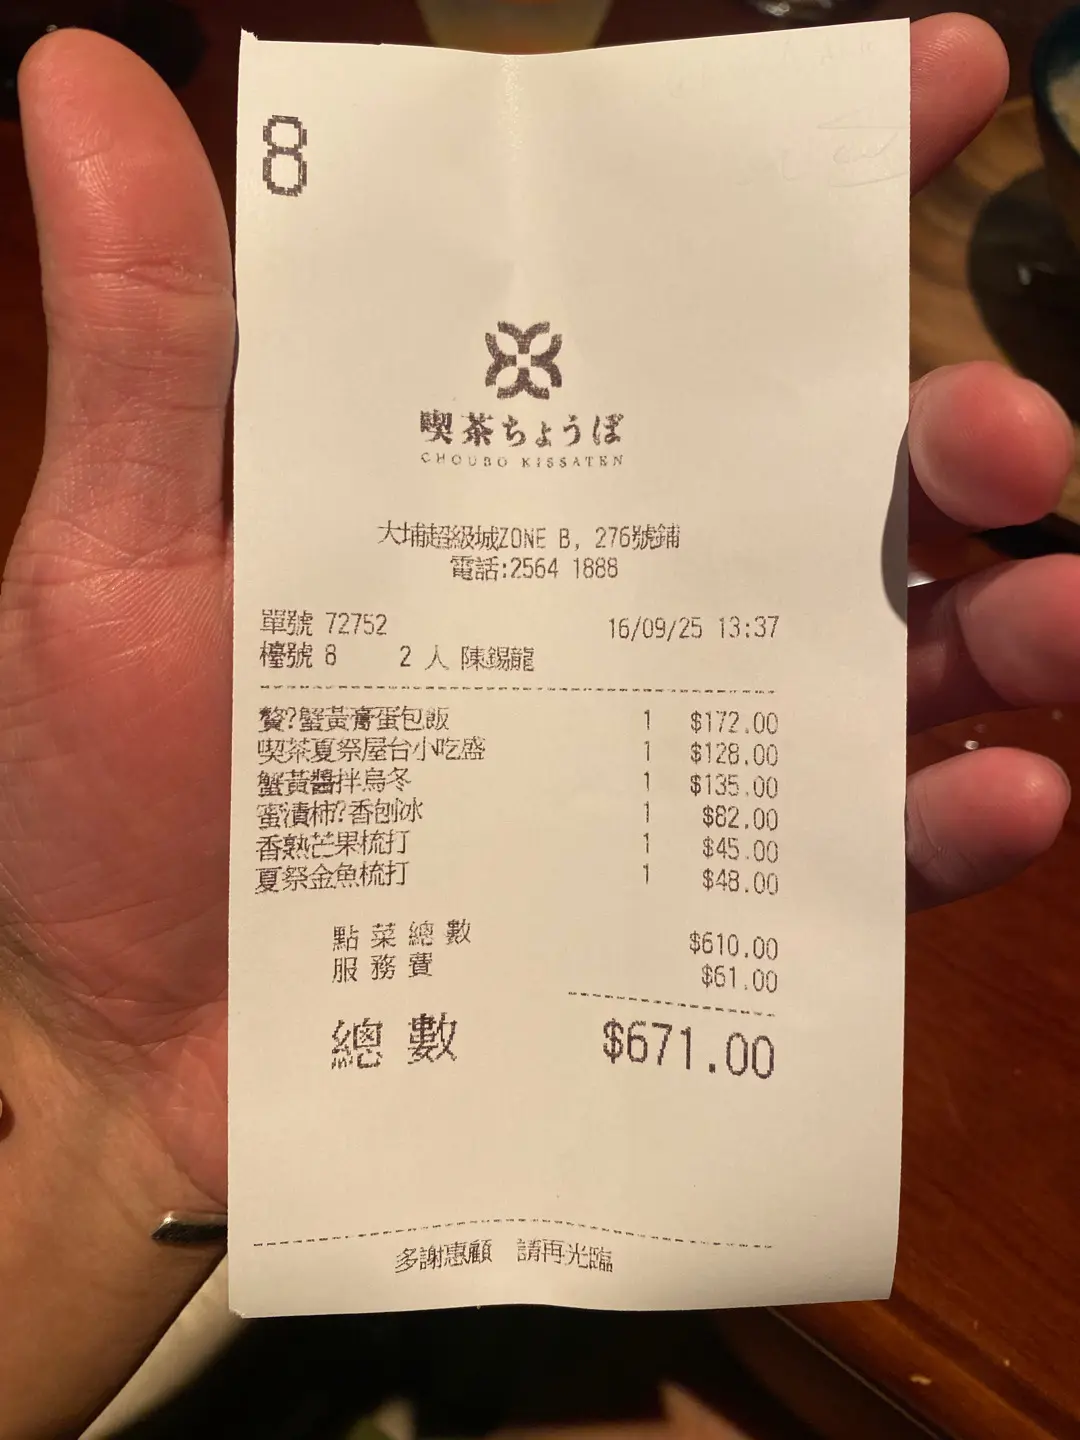 8
喫茶ちょうぼ
CHOUBO KISSATEN
大埔超級城ZONE B, 276號鋪
電話:2564 1888
單號 72752 16/09/25 13:37
檯號 8 2 人 陳錫龍
贅?蟹黃膏蛋包飯 1 $172.00
喫茶夏祭屋台小吃盛 1 $128.00
蟹黃醬拌烏冬 1 $135.00
蜜漬柿?香刨冰 1 $82.00
香熟芒果梳打 1 $45.00
夏祭金魚梳打 1 $48.00
點菜總數 $610.00
服務費 $61.00
總數 $671.00
多謝惠顧 請再光臨